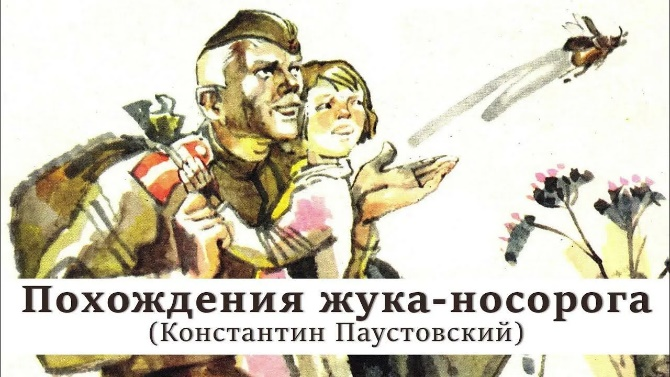 Похождения жука-носорога
(Константин Паустовский)